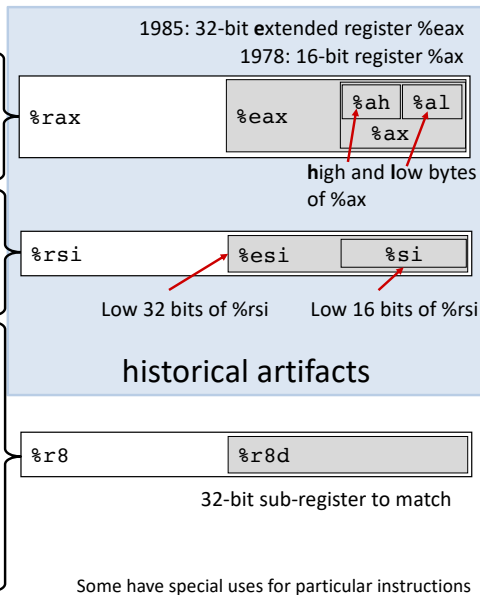 1985: 32-bit extended register %eax
1978: 16-bit register %ax
%rax %eax %ah %al
%ax
high and low bytes
of %ax
%rsi %esi %si
Low 32 bits of %rsi Low 16 bits of %rsi
historical artifacts
%r8 %r8d
32-bit sub-register to match
Some have special uses for particular instructions